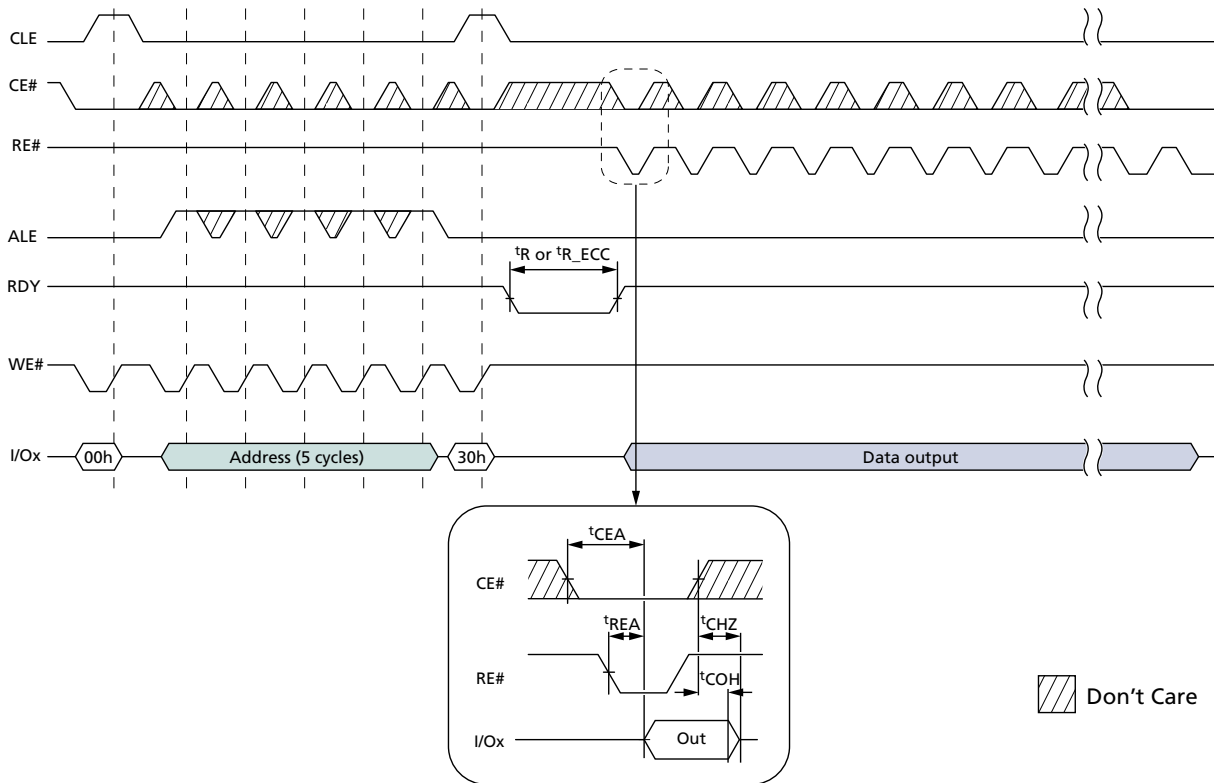 CLE
CE#
RE#
ALE
tR or tR_ECC
RDY
WE#
I/Ox
00h
Address (5 cycles)
30h
Data output
tCEA
CE#
tREA
tCHZ
RE#
tCOH
I/Ox
Out
Don't Care